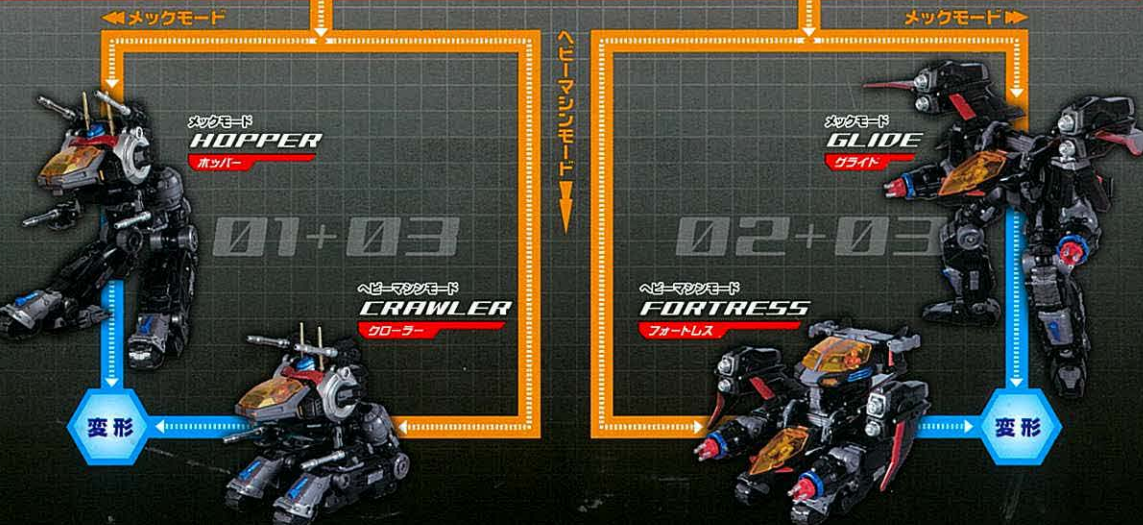 メックモード
メックモード
ヘビーマシンモード
メックモード
HOPPER
ホッパー
メックモード
GLIDE
グライド
01+03
02+03
ヘビーマシンモード
CRAWLER
クローラー
ヘビーマシンモード
FORTRESS
フォートレス
変形
変形